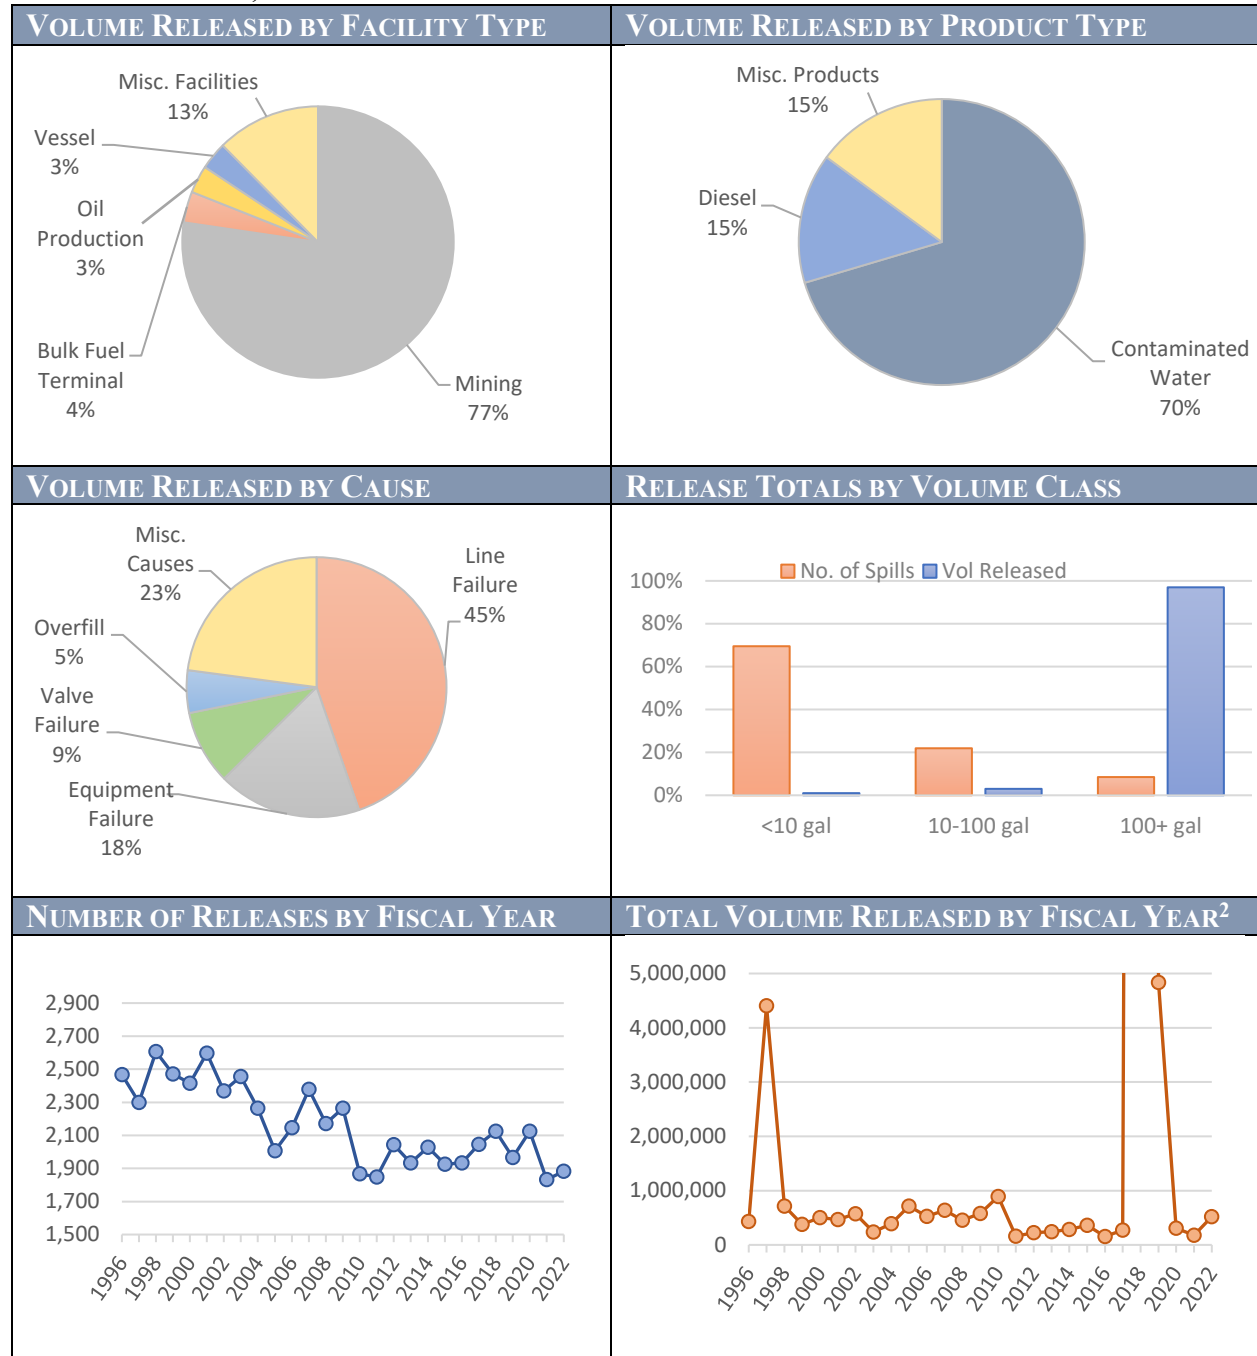 VOLUME RELEASED BY FACILITY TYPE
Misc. Facilities
13%
Vessel
3%
Oil
Production
3%
Bulk Fuel
Terminal
4%
Mining
77%
VOLUME RELEASED BY PRODUCT TYPE
Misc. Products
15%
Diesel
15%
Contaminated
Water
70%
VOLUME RELEASED BY CAUSE
Misc.
Causes
23%
Line
Failure
45%
Overfill
5%
Valve
Failure
9%
Equipment
Failure
18%
RELEASE TOTALS BY VOLUME CLASS
No. of Spills Vol Released
100%
80%
60%
40%
20%
0%
<10 gal 10-100 gal 100+ gal
NUMBER OF RELEASES BY FISCAL YEAR
2,900
2,700
2,500
2,300
2,100
1,900
1,700
1,500
1996 1998 2000 2002 2004 2006 2008 2010 2012 2014 2016 2018 2020 2022
TOTAL VOLUME RELEASED BY FISCAL YEAR²
5,000,000
4,000,000
3,000,000
2,000,000
1,000,000
0
1996 1998 2000 2002 2004 2006 2008 2010 2012 2014 2016 2018 2020 2022